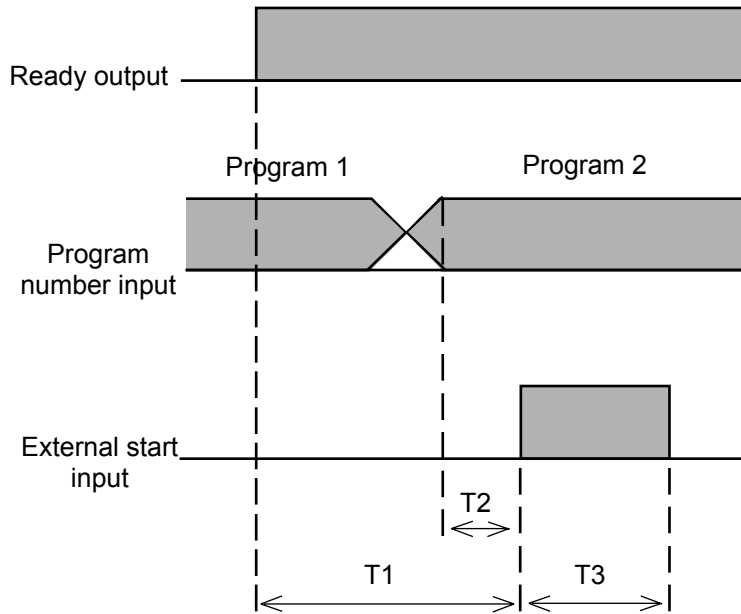 Ready output
Program 1
Program 2
Program
number input
External start
input
T2
T1
T3